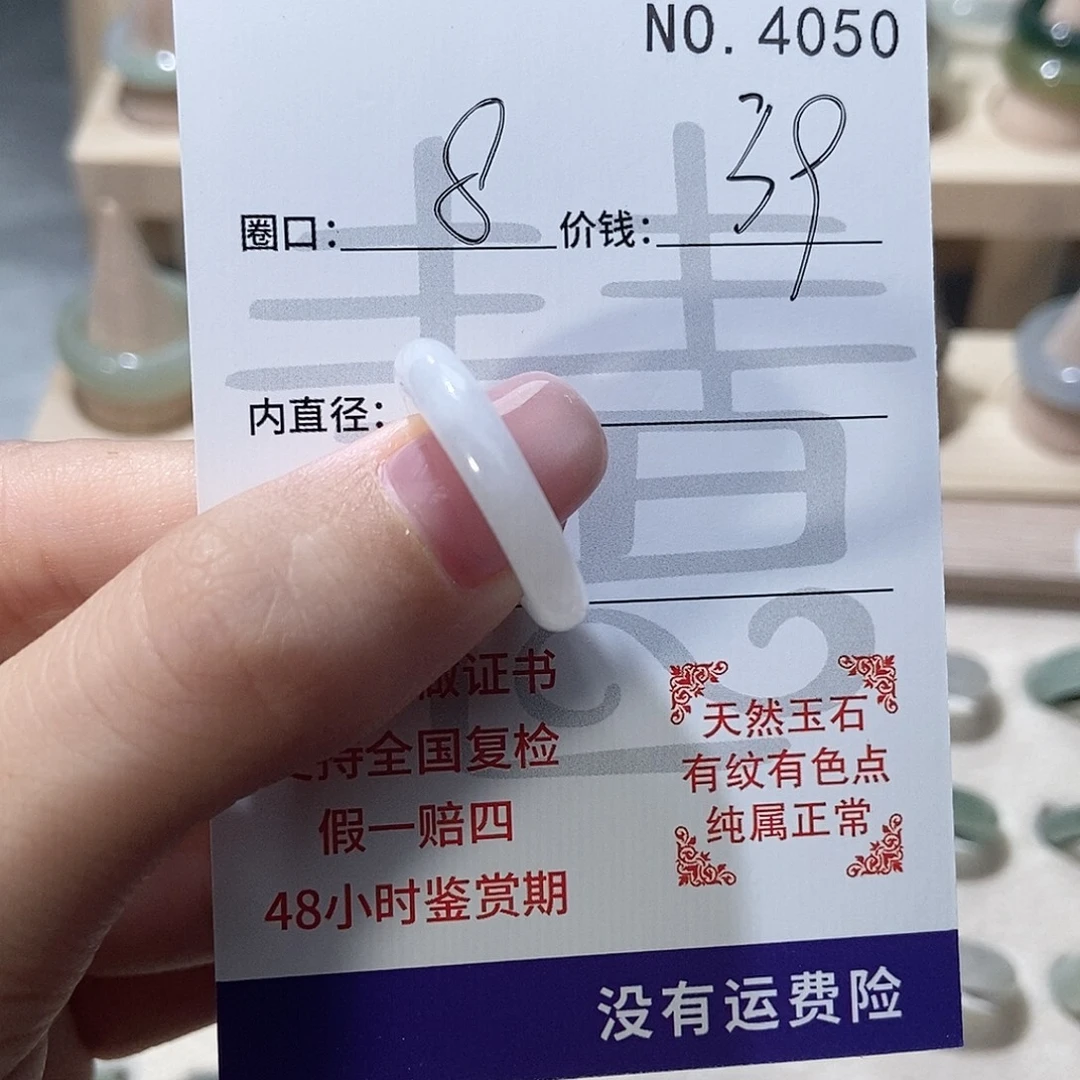 NO. 4050
圈口: 8 价钱: 39
内直径:
证书
持全国复检
假一赔四
48小时鉴赏期
天然玉石
有纹有色点
纯属正常
没有运费险